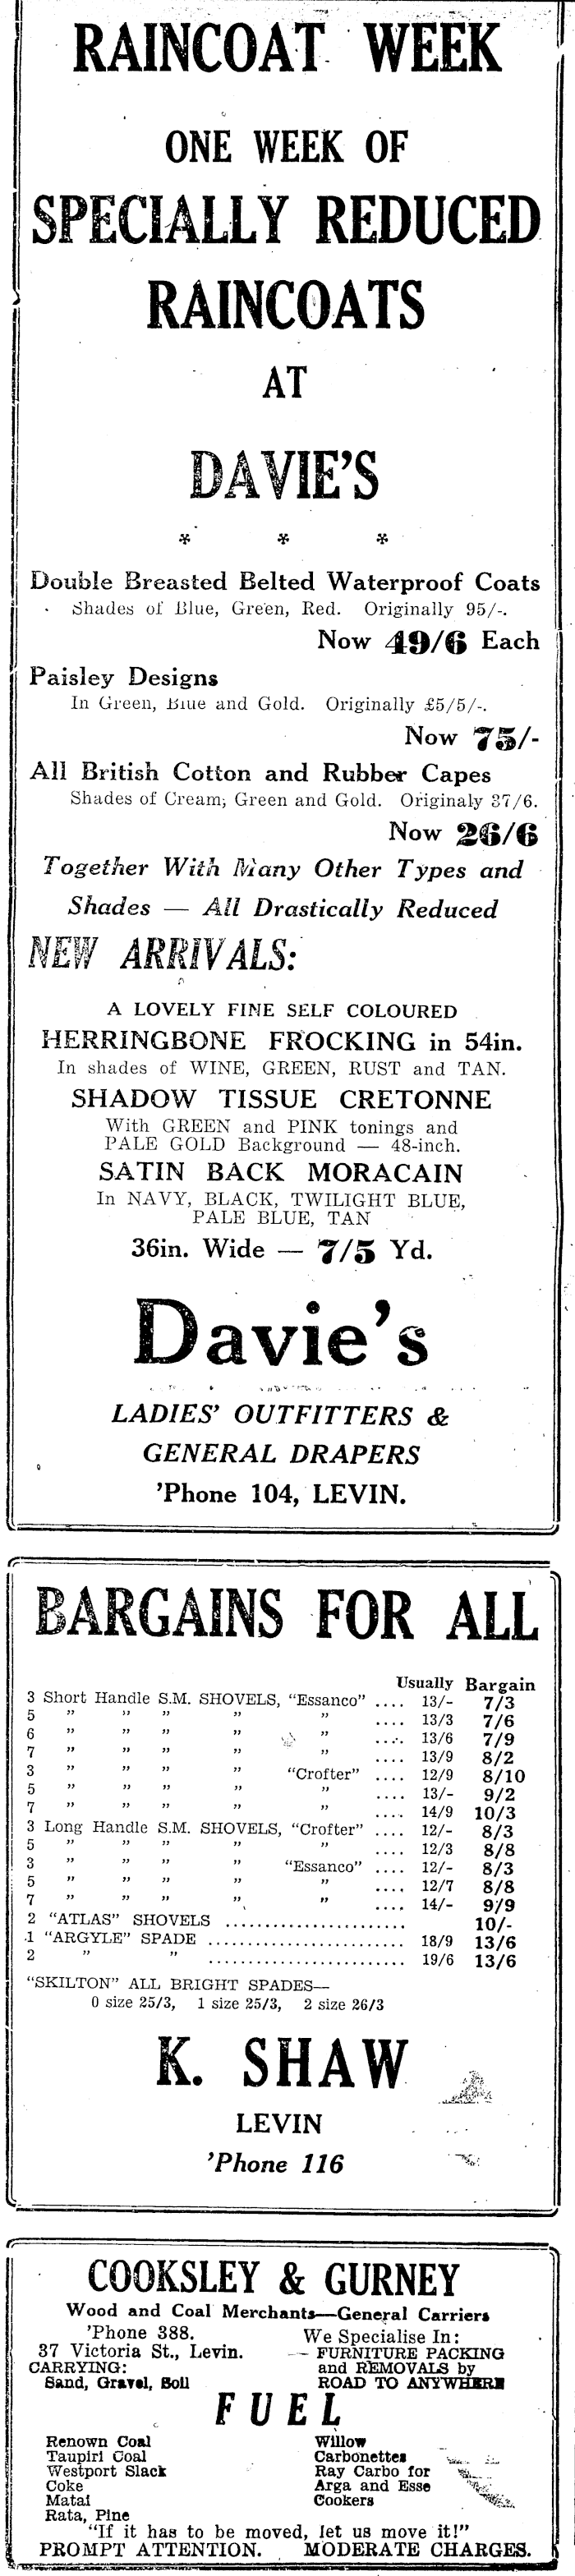 RAINCOAT WEEK
ONE WEEK OF
SPECIALLY REDUCED
RAINCOATS
AT
DAVIE'S
* * *
Double Breasted Belted Waterproof Coats
Shades of Blue, Green, Red. Originally 95/-.
Now 49/6 Each
Paisley Designs
In Green, Blue and Gold. Originally £5/5/-.
Now 75/-
All British Cotton and Rubber Capes
Shades of Cream, Green and Gold. Originaly 37/6.
Now 26/6
Together With Many Other Types and
Shades — All Drastically Reduced
NEW ARRIVALS:
A LOVELY FINE SELF COLOURED
HERRINGBONE FROCKING in 54in.
In shades of WINE, GREEN, RUST and TAN.
SHADOW TISSUE CRETONNE
With GREEN and PINK tonings and
PALE GOLD Background — 48-inch.
SATIN BACK MORACAIN
In NAVY, BLACK, TWILIGHT BLUE,
PALE BLUE, TAN
36in. Wide — 7/5 Yd.
Davie's
LADIES' OUTFITTERS &
GENERAL DRAPERS
'Phone 104, LEVIN.
BARGAINS FOR ALL
Usually Bargain
3 Short Handle S.M. SHOVELS, "Essanco" .... 13/- 7/3
5 " " " " " .... 13/3 7/6
6 " " " " " .... 13/6 7/9
7 " " " " " .... 13/9 8/2
3 " " " " "Crofter" .... 12/9 8/10
5 " " " " " .... 13/- 9/2
7 " " " " " .... 14/9 10/3
3 Long Handle S.M. SHOVELS, "Crofter" .... 12/- 8/3
5 " " " " " .... 12/3 8/8
3 " " " " "Essanco" .... 12/- 8/3
5 " " " " " .... 12/7 8/8
7 " " " " " .... 14/- 9/9
2 "ATLAS" SHOVELS ........................ 10/-
1 "ARGYLE" SPADE .......................... 18/9 13/6
2 " " .......................... 19/6 13/6
"SKILTON" ALL BRIGHT SPADES—
0 size 25/3, 1 size 25/3, 2 size 26/3
K. SHAW
LEVIN
'Phone 116
COOKSLEY & GURNEY
Wood and Coal Merchants—General Carriers
'Phone 388.
37 Victoria St., Levin.
CARRYING:
Sand, Gravel, Soil
We Specialise In:
— FURNITURE PACKING
and REMOVALS by
ROAD TO ANYWHERE
FUEL
Renown Coal
Taupiri Coal
Westport Slack
Coke
Matai
Rata, Pine
Willow
Carbonettes
Ray Carbo for
Arga and Esse
Cookers
"If it has to be moved, let us move it!"
PROMPT ATTENTION. MODERATE CHARGES.